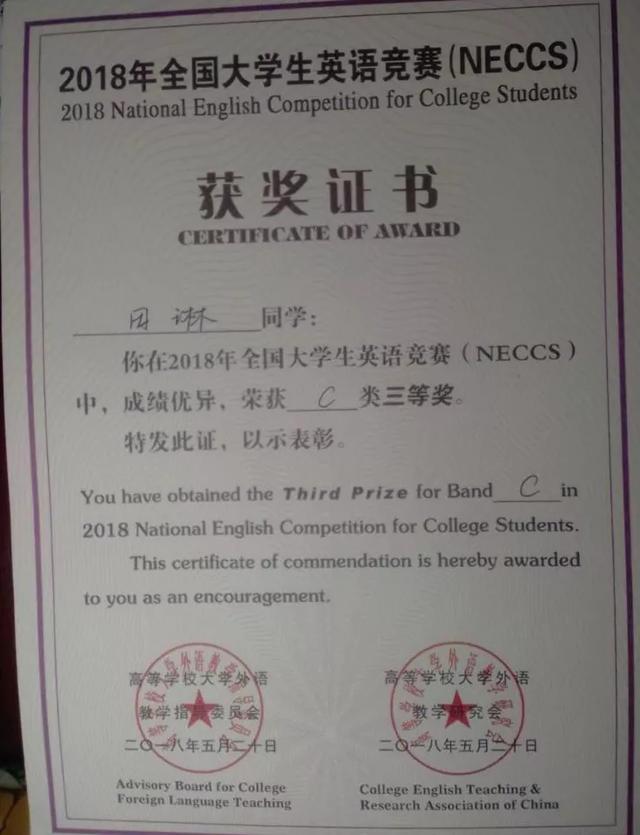 2018年全国大学生英语竞赛(NECCS)
2018 National English Competition for College Students
获奖证书
CERTIFICATE OF AWARD
同学：
你在2018年全国大学生英语竞赛（NECCS）
中，成绩优异，荣获 C 类三等奖。
特发此证，以示表彰。
You have obtained the Third Prize for Band C in
2018 National English Competition for College Students.
This certificate of commendation is hereby awarded
to you as an encouragement.
高等学校大学外语
教学指导委员会
二〇一八年五月二十日
Advisory Board for College
Foreign Language Teaching
高等学校大学外语
教学研究会
二〇一八年五月二十日
College English Teaching &
Research Association of China